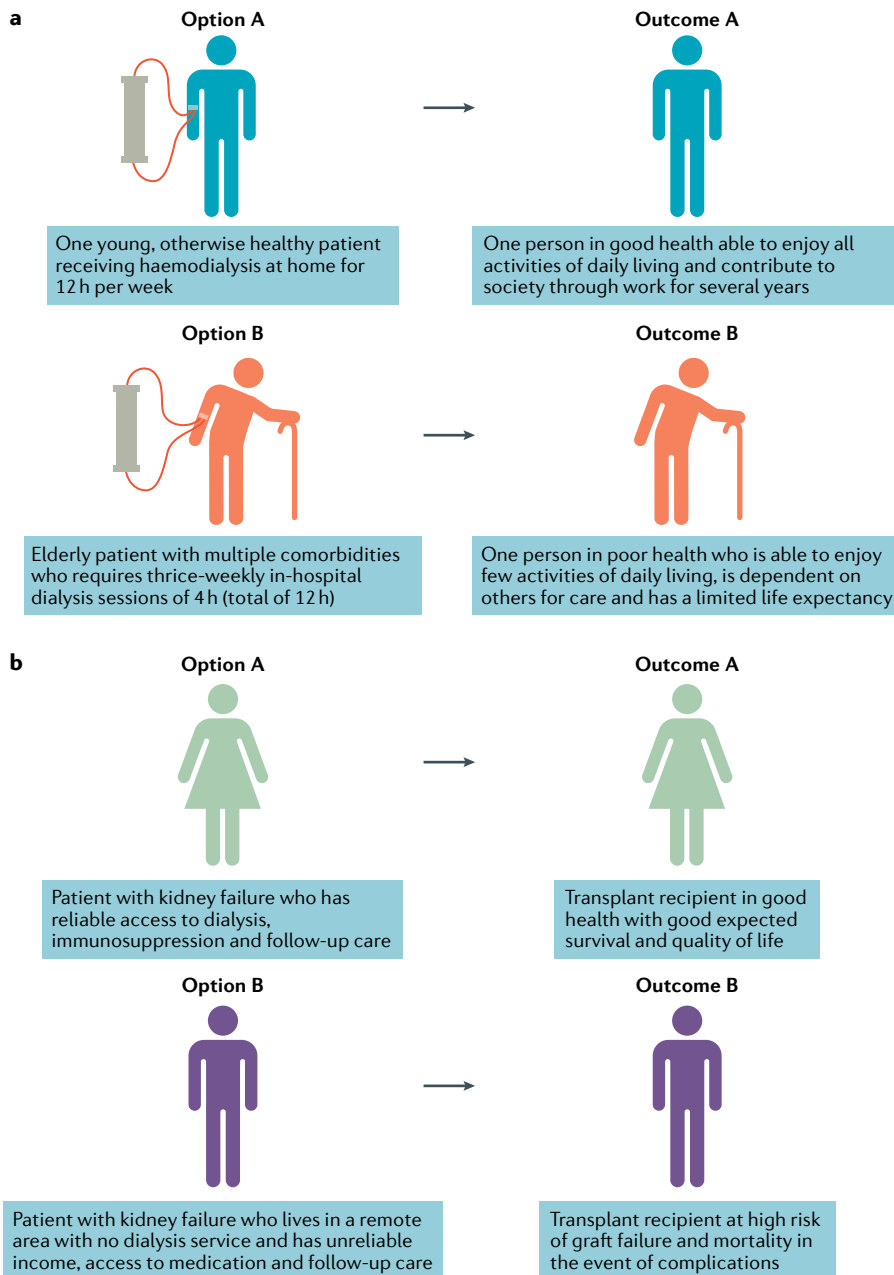 a
Option A
Outcome A
One young, otherwise healthy patient
receiving haemodialysis at home for
12 h per week
One person in good health able to enjoy all
activities of daily living and contribute to
society through work for several years
Option B
Outcome B
Elderly patient with multiple comorbidities
who requires thrice-weekly in-hospital
dialysis sessions of 4 h (total of 12 h)
One person in poor health who is able to enjoy
few activities of daily living, is dependent on
others for care and has a limited life expectancy
b
Option A
Outcome A
Patient with kidney failure who has
reliable access to dialysis,
immunosuppression and follow-up care
Transplant recipient in good
health with good expected
survival and quality of life
Option B
Outcome B
Patient with kidney failure who lives in a remote
area with no dialysis service and has unreliable
income, access to medication and follow-up care
Transplant recipient at high risk
of graft failure and mortality in
the event of complications